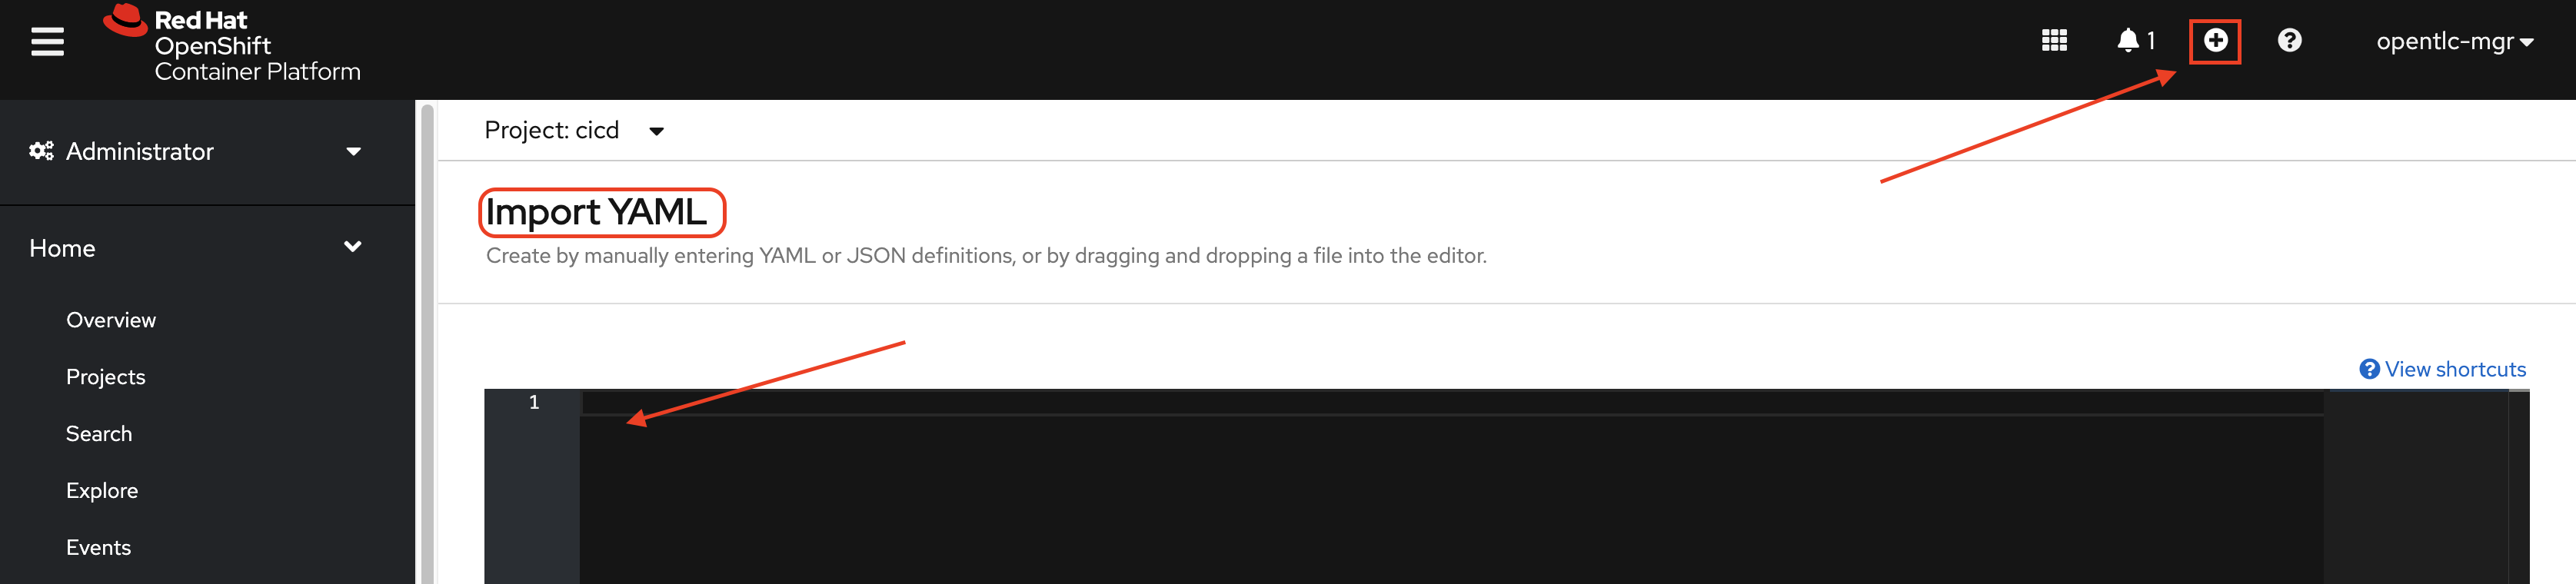 Red Hat
OpenShift
Container Platform
1
opentlc-mgr
Administrator
Home
Overview
Projects
Search
Explore
Events
Project: cicd
Import YAML
Create by manually entering YAML or JSON definitions, or by dragging and dropping a file into the editor.
View shortcuts
1